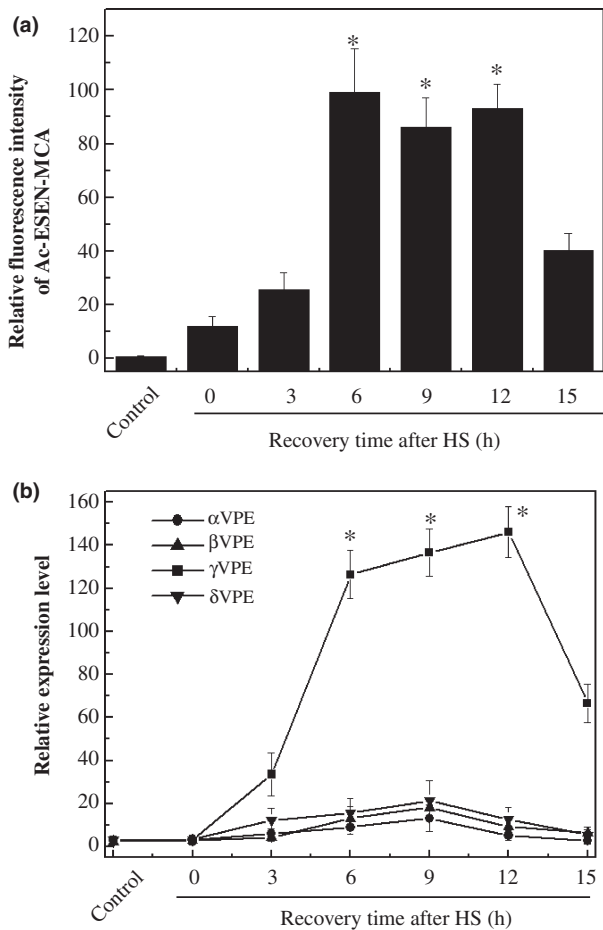 (a)
Relative fluorescence intensity
of Ac-ESEN-MCA
120
100
80
60
40
20
0
* * *
Control 0 3 6 9 12 15
Recovery time after HS (h)
(b)
Relative expression level
160
140
120
100
80
60
40
20
0
αVPE
βVPE
γVPE
δVPE
* * *
Control 0 3 6 9 12 15
Recovery time after HS (h)